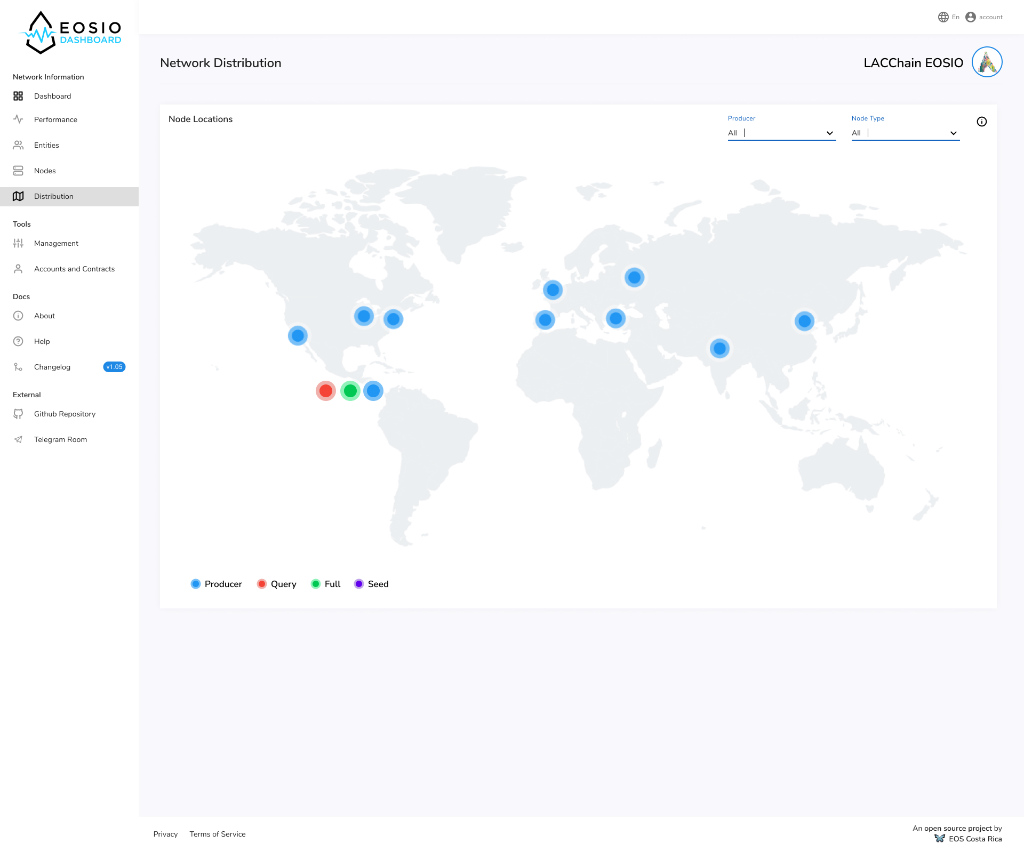 EOSIO
DASHBOARD
En
account
Network Information
Dashboard
Performance
Entities
Nodes
Distribution
Tools
Management
Accounts and Contracts
Docs
About
Help
Changelog
v1.05
External
Github Repository
Telegram Room
Network Distribution
LACChain EOSIO
Node Locations
Producer
All
Node Type
All
Producer
Query
Full
Seed
Privacy
Terms of Service
An open source project by
EOS Costa Rica